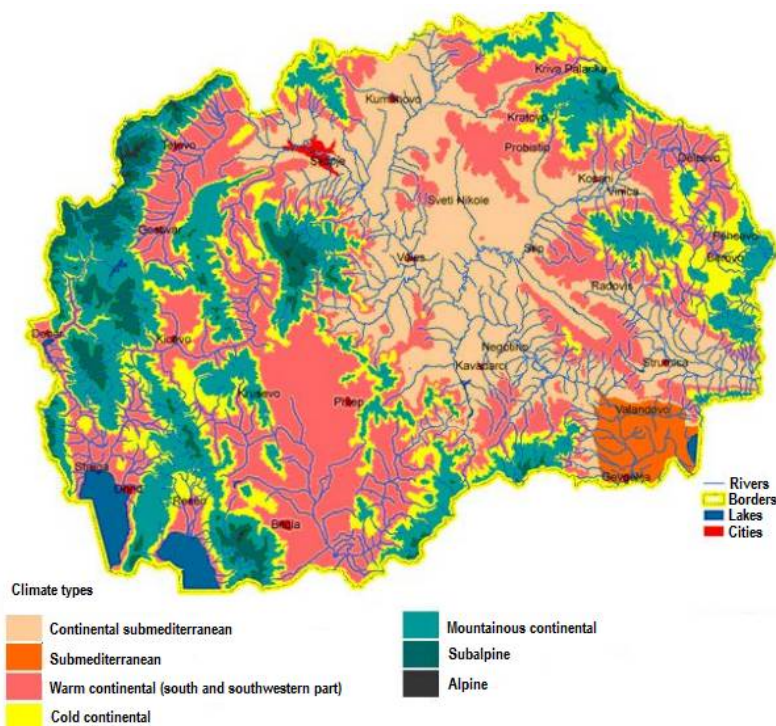 Kriva Palanka
Kumanovo
Kratovo
Tetovo
Skopje
Probistip
Delcevo
Kocani
Vinica
Sveti Nikole
Gostivar
Pehcevo
Stip
Berovo
Veles
Radovis
Debar
Kicevo
Negotino
Kavadarci
Strumica
Krusevo
Prilep
Valandovo
Struga
Gevgelija
Ohrid
Resen
Bitola
Rivers
Borders
Lakes
Cities
Climate types
Continental submediterranean
Mountainous continental
Submediterranean
Subalpine
Warm continental (south and southwestern part)
Alpine
Cold continental